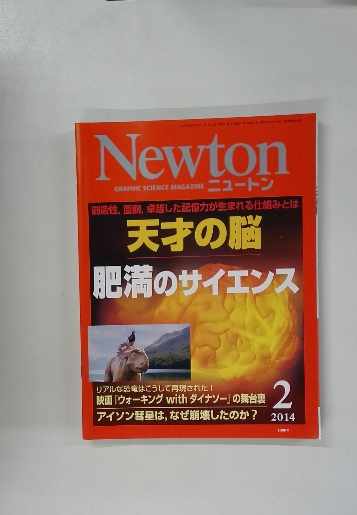 Newton
GRAPHIC SCIENCE MAGAZINE ニュートン
創造性, 直観, 卓越した記憶力が生まれる仕組みとは
天才の脳
肥満のサイエンス
リアルな恐竜はこうして再現された!
映画『ウォーキング with ダイナソー』の舞台裏
アイソン彗星は, なぜ崩壊したのか?
2
2014